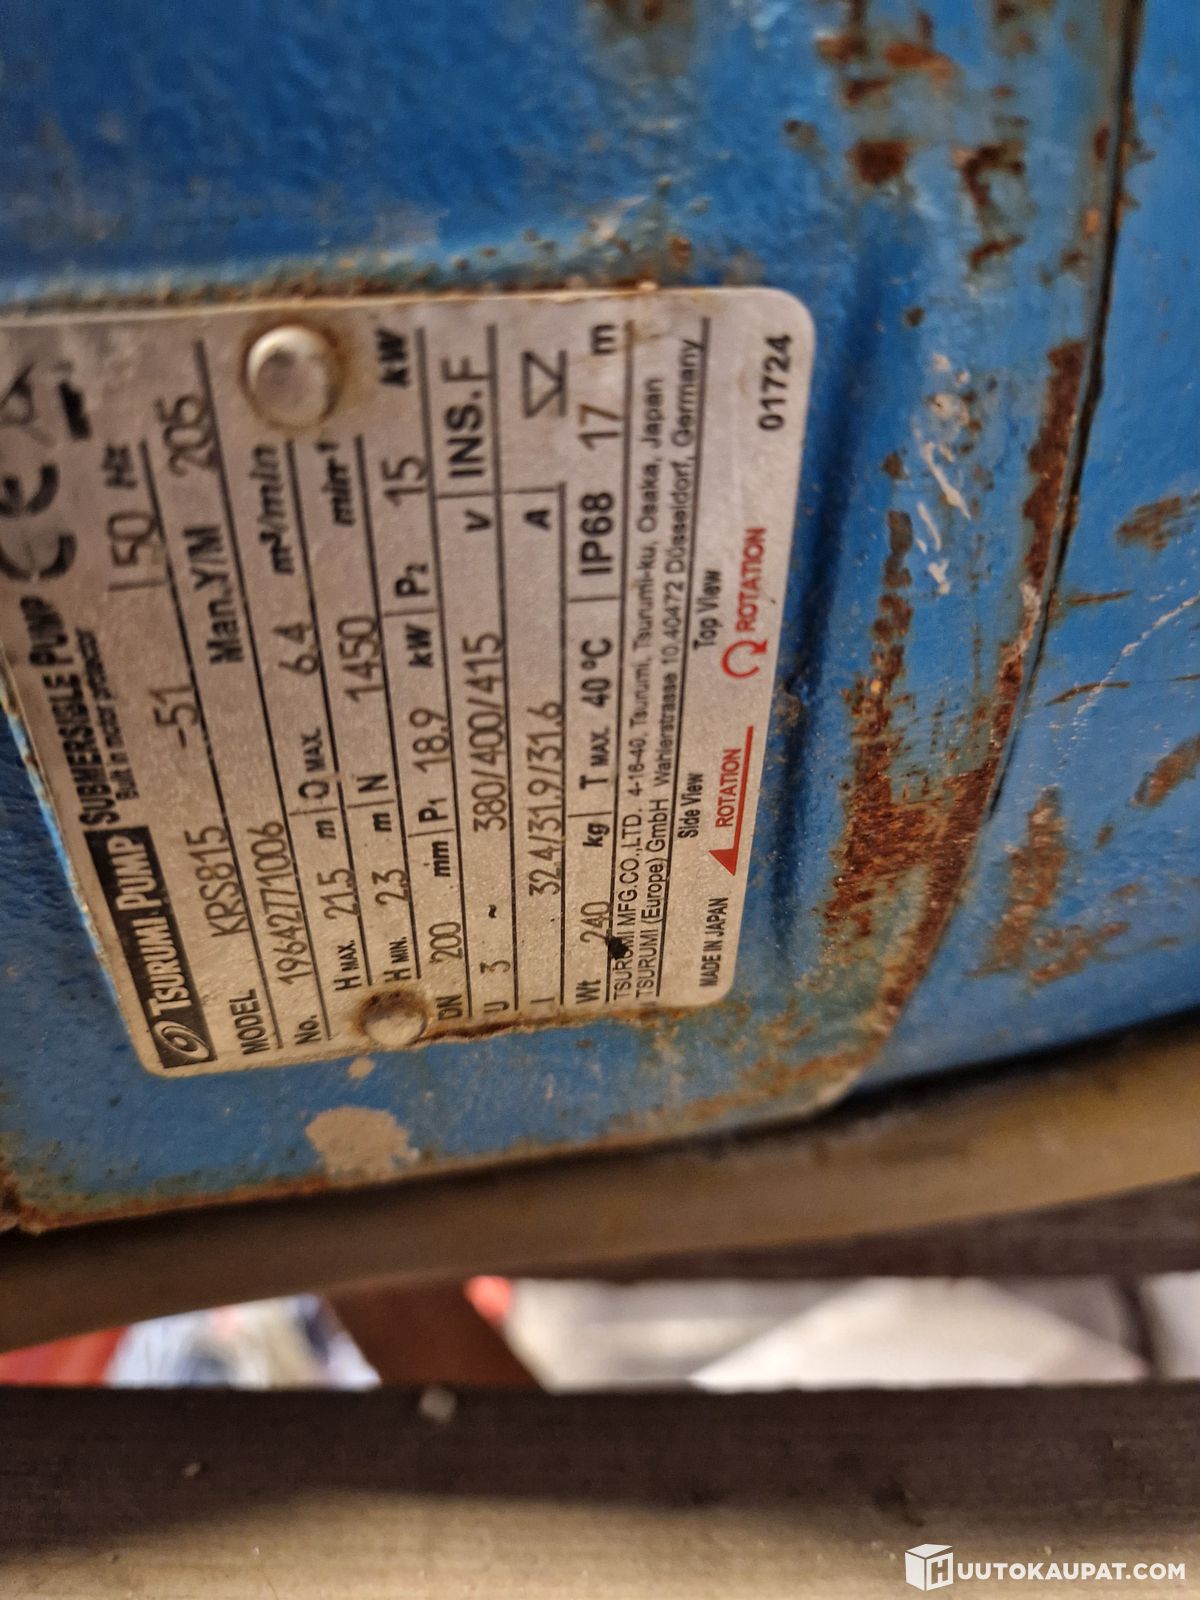 CE
TSURUMI PUMP SUBMERSIBLE PUMP
Built in motor protector
MODEL KRS815 -51 50 Hz
No. 19642771006 Man.Y/M 205
H MAX. 21.5 m Q MAX. 6.4 m³/min
H MIN. 2.3 m N 1450 min⁻¹
DN 200 mm P1 18.9 kW P2 15 kW
U 3 ~ 380/400/415 V INS.F
I 32.4/31.9/31.6 A
Wt 240 kg T MAX. 40 °C IP68 17 m
TSURUMI MFG.CO.,LTD. 4-16-40, Tsurumi, Tsurumi-ku, Osaka, Japan
TSURUMI (Europe) GmbH Wahlerstrasse 10,40472 Düsseldorf, Germany
Side View Top View
MADE IN JAPAN ROTATION ROTATION 01724
HUUTOKAUPAT.COM